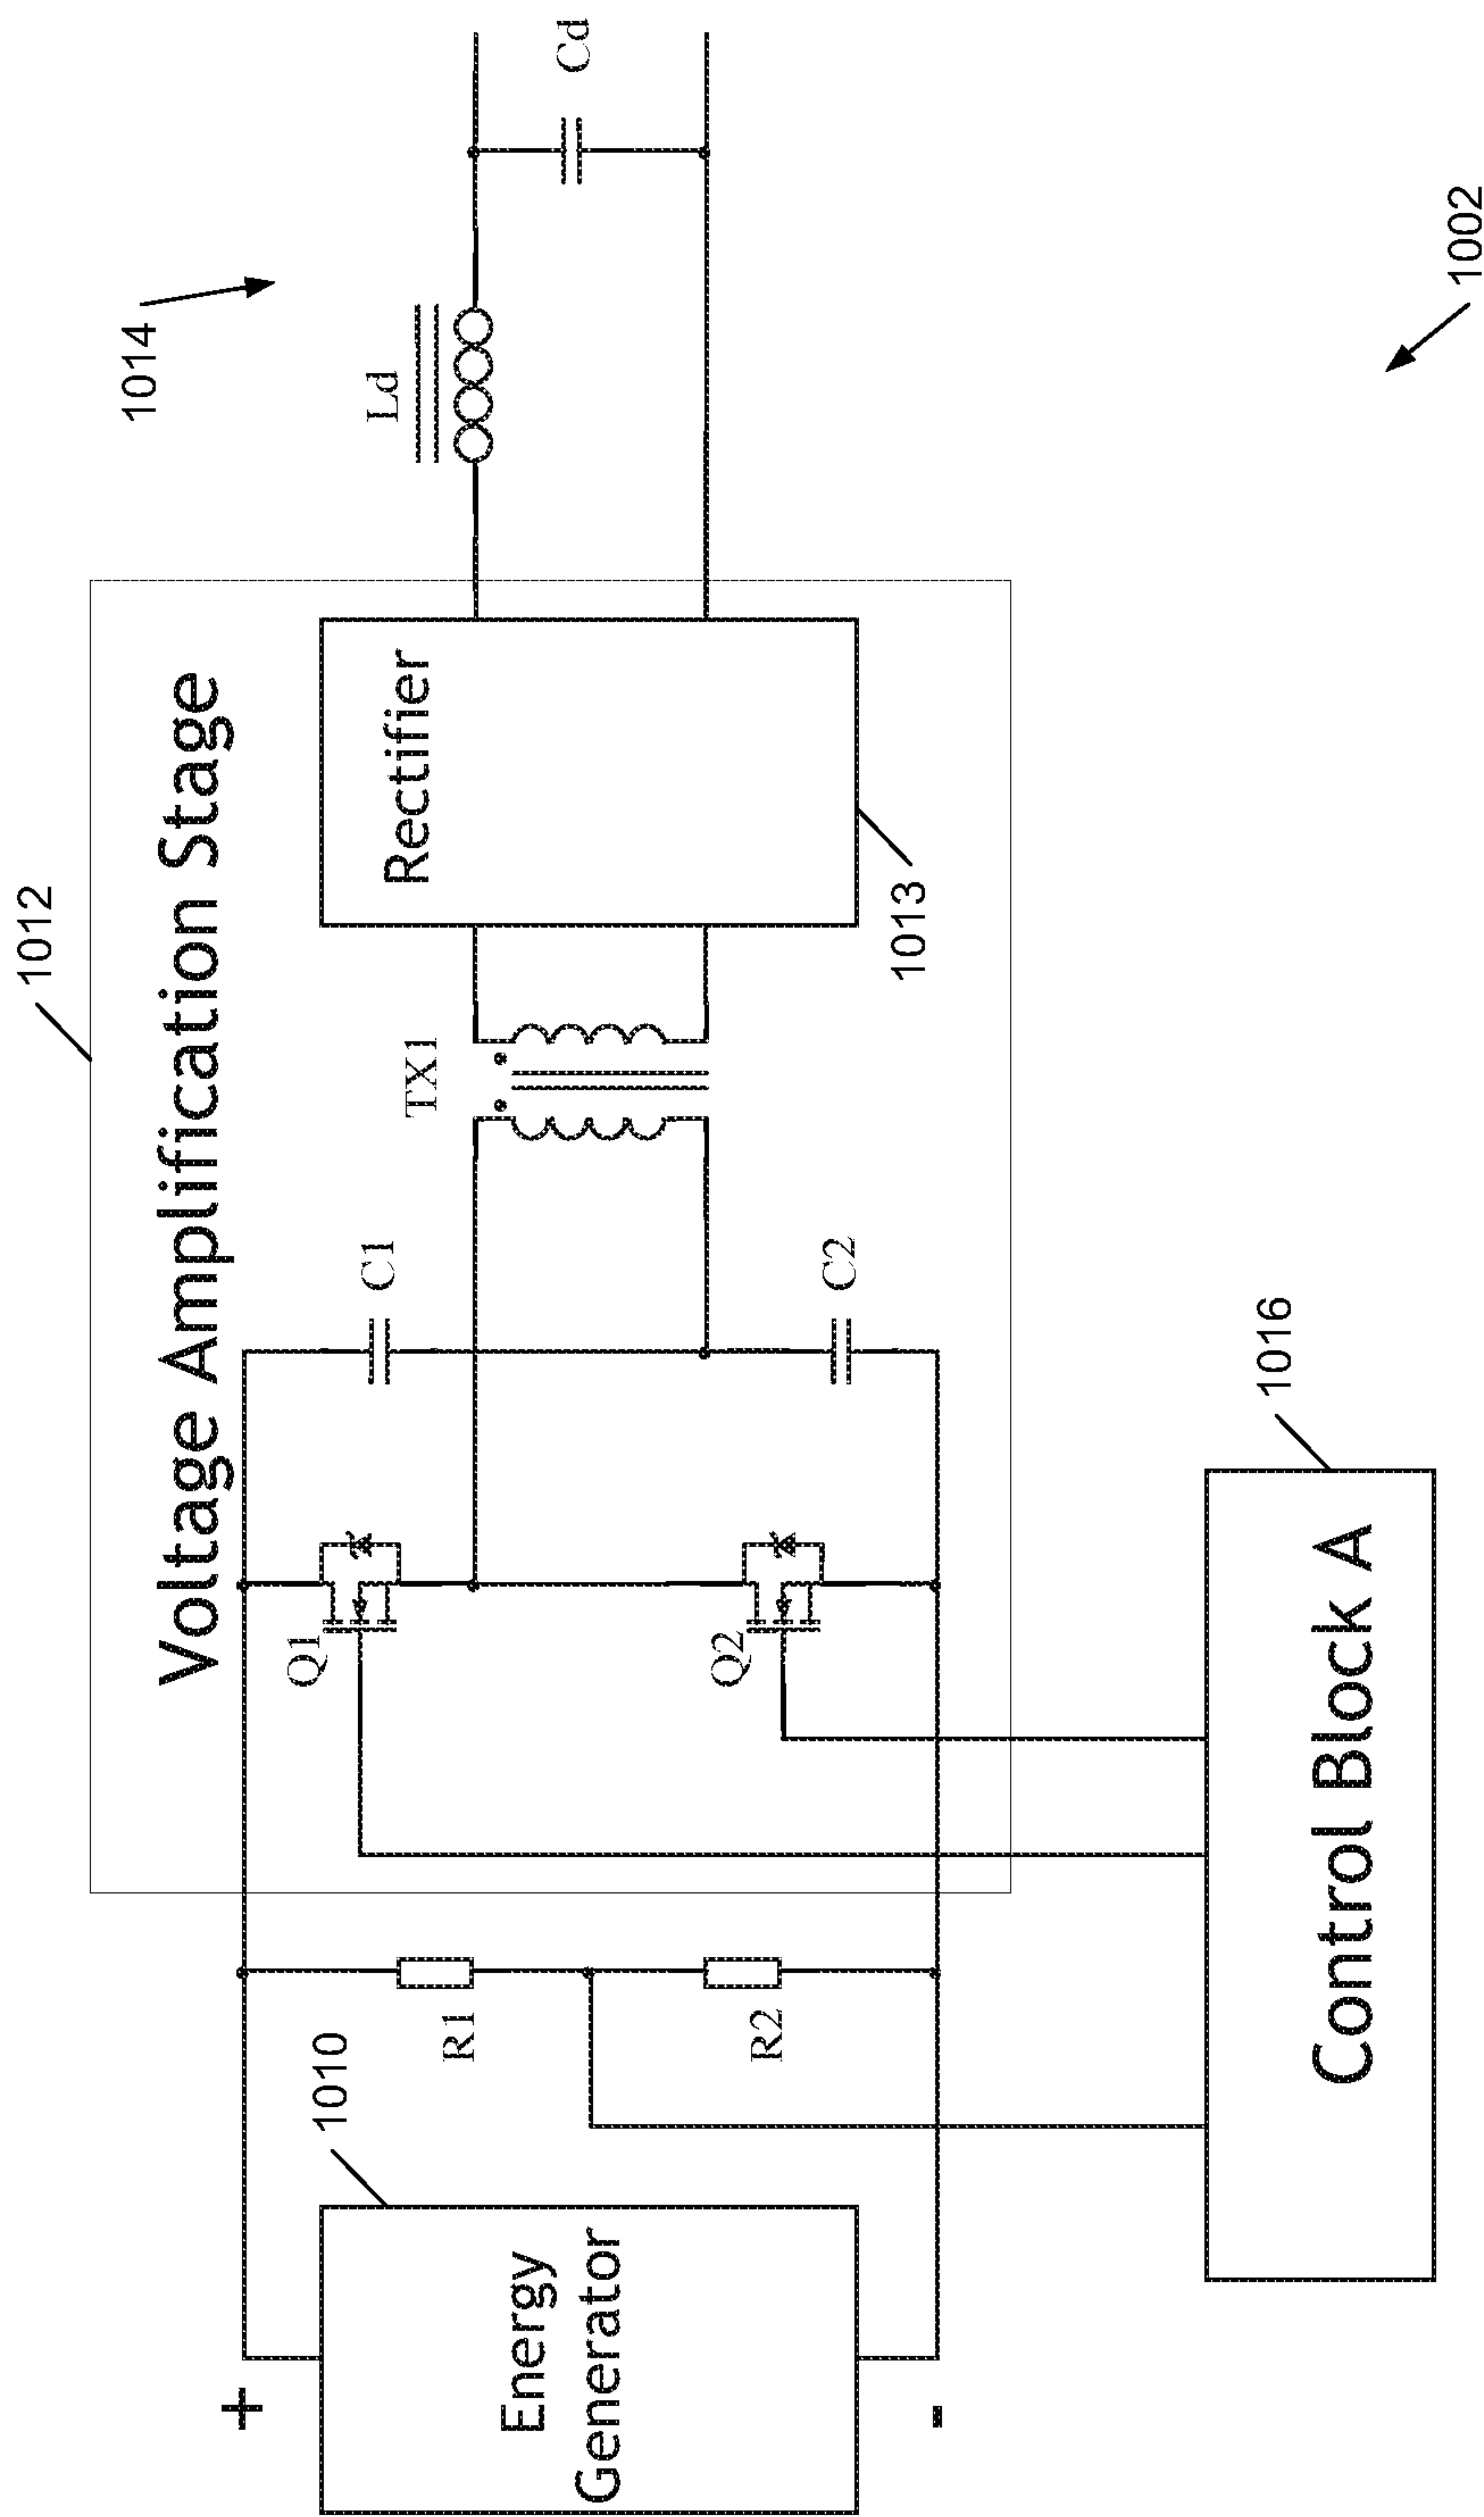 1012
Voltage Amplification Stage
1014
+
1010
Energy
Generator
-
R1
R2
Q1
Q2
C1
C2
TX1
Rectifier
1013
Ld
Cd
Control Block A
1016
1002